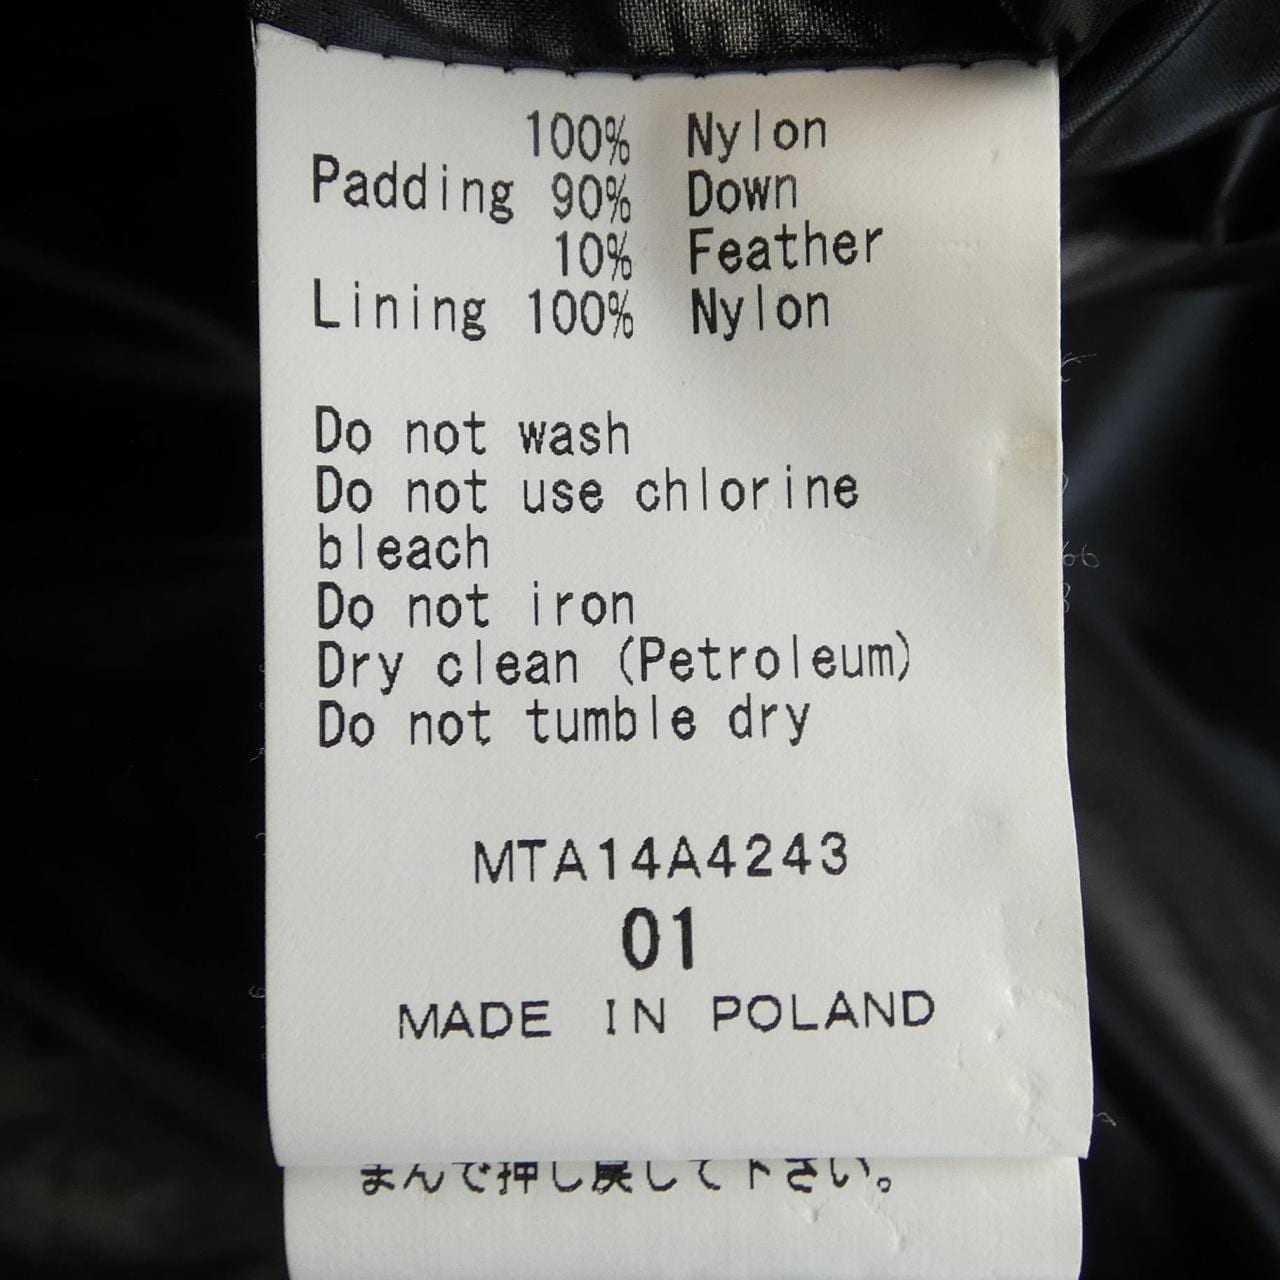 100% Nylon
Padding 90% Down
10% Feather
Lining 100% Nylon
Do not wash
Do not use chlorine
bleach
Do not iron
Dry clean (Petroleum)
Do not tumble dry
MTA14A4243
01
MADE IN POLAND
まんで押し戻して下さい。